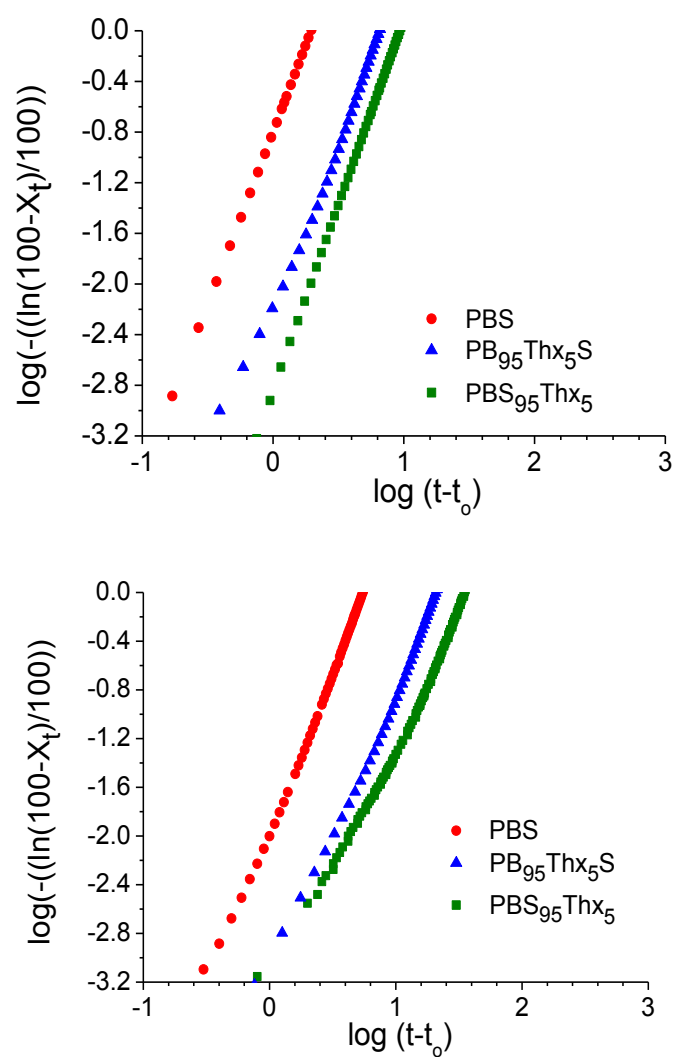 0.0
-0.4
-0.8
-1.2
-1.6
-2.0
-2.4
-2.8
-3.2
log(-((ln(100-Xt)/100))
PBS
PB95Thx5S
PBS95Thx5
-1 0 1 2 3
log (t-to)
0.0
-0.4
-0.8
-1.2
-1.6
-2.0
-2.4
-2.8
-3.2
log(-((ln(100-Xt)/100))
PBS
PB95Thx5S
PBS95Thx5
-1 0 1 2 3
log (t-to)